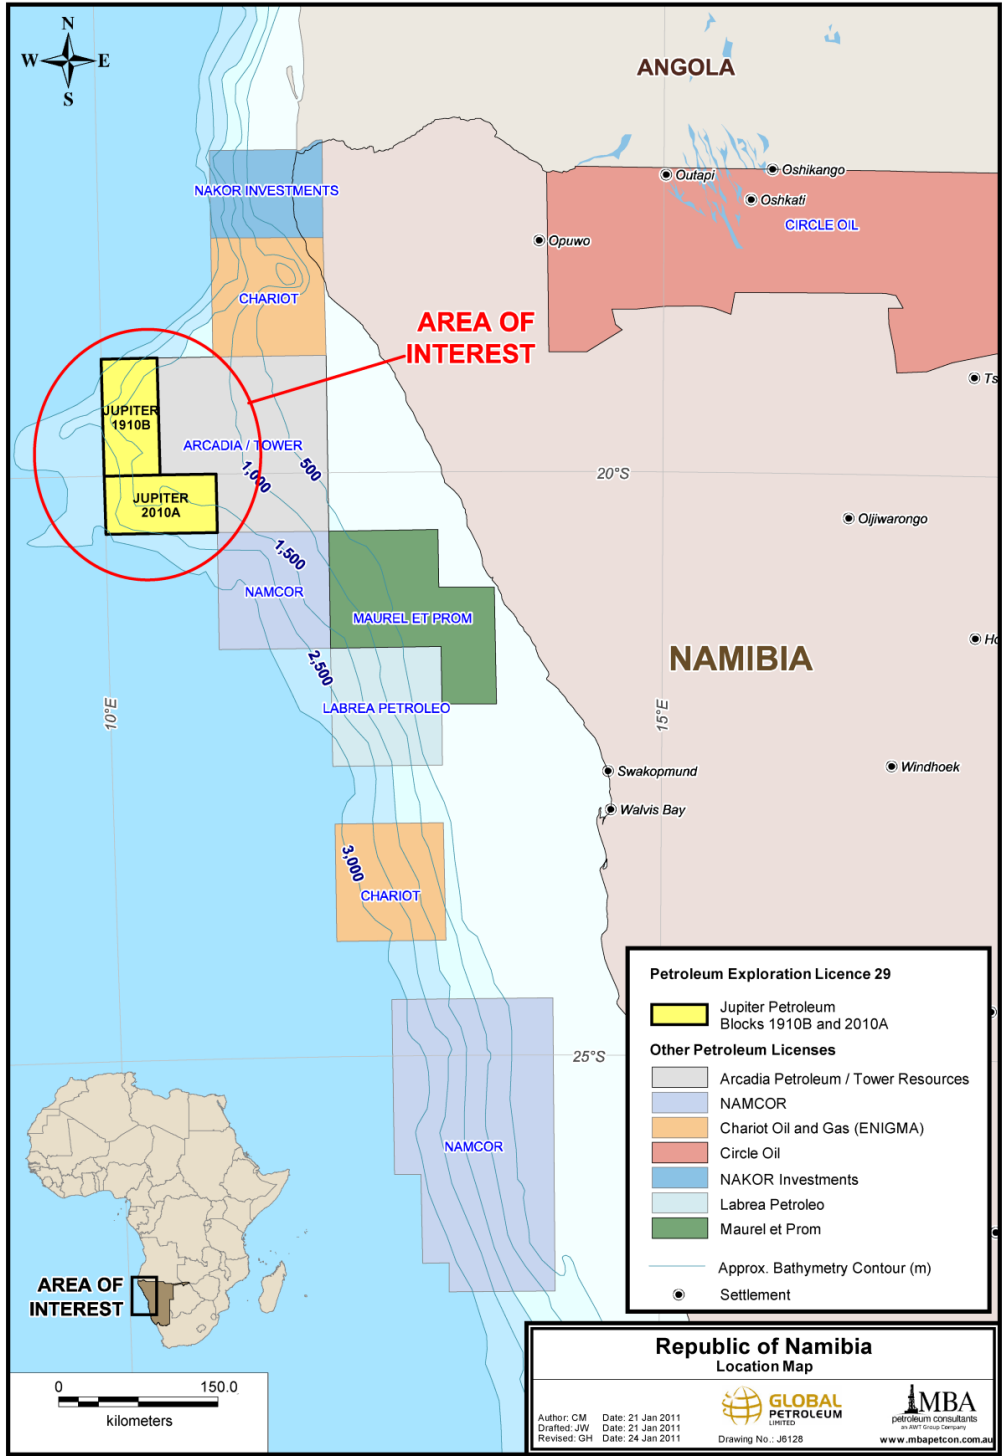 N
W E
S
ANGOLA
NAKOR INVESTMENTS
Outapi
Oshikango
Oshkati
CIRCLE OIL
Opuwo
CHARIOT
AREA OF
INTEREST
Ts
JUPITER
1910B
ARCADIA / TOWER
1,000
500
20°S
JUPITER
2010A
Oljiwarongo
1,500
NAMCOR
MAUREL ET PROM
Ho
NAMIBIA
2,500
LABREA PETROLEO
10°E
15°E
Swakopmund
Windhoek
Walvis Bay
3,000
CHARIOT
25°S
NAMCOR
Petroleum Exploration Licence 29
Jupiter Petroleum
Blocks 1910B and 2010A
Other Petroleum Licenses
Arcadia Petroleum / Tower Resources
NAMCOR
Chariot Oil and Gas (ENIGMA)
Circle Oil
NAKOR Investments
Labrea Petroleo
Maurel et Prom
Approx. Bathymetry Contour (m)
Settlement
AREA OF
INTEREST
0 150.0
kilometers
Republic of Namibia
Location Map
Author: CM Date: 21 Jan 2011
Drafted: JW Date: 21 Jan 2011
Revised: GH Date: 24 Jan 2011
GLOBAL
PETROLEUM
LIMITED
Drawing No.: J6128
MBA
petroleum consultants
an AWT Group Company
www.mbapetcon.com.au